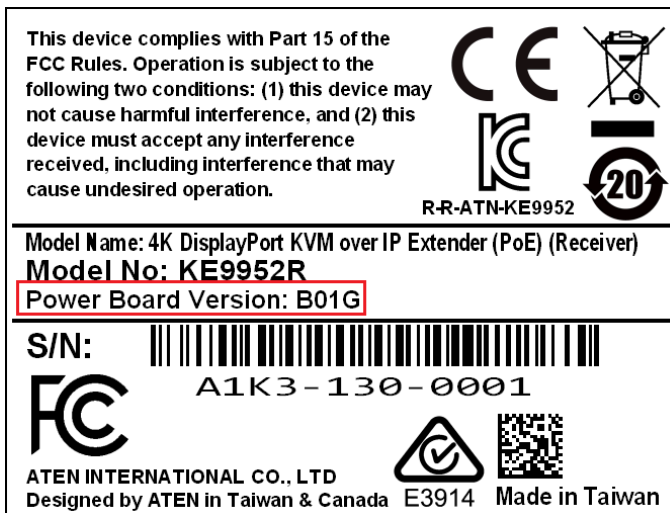 This device complies with Part 15 of the
FCC Rules. Operation is subject to the
following two conditions: (1) this device may
not cause harmful interference, and (2) this
device must accept any interference
received, including interference that may
cause undesired operation.
CE
R-R-ATN-KE9952
20
Model Name: 4K DisplayPort KVM over IP Extender (PoE) (Receiver)
Model No: KE9952R
Power Board Version: B01G
S/N:
A1K3-130-0001
FC
ATEN INTERNATIONAL CO., LTD
Designed by ATEN in Taiwan & Canada
E3914
Made in Taiwan